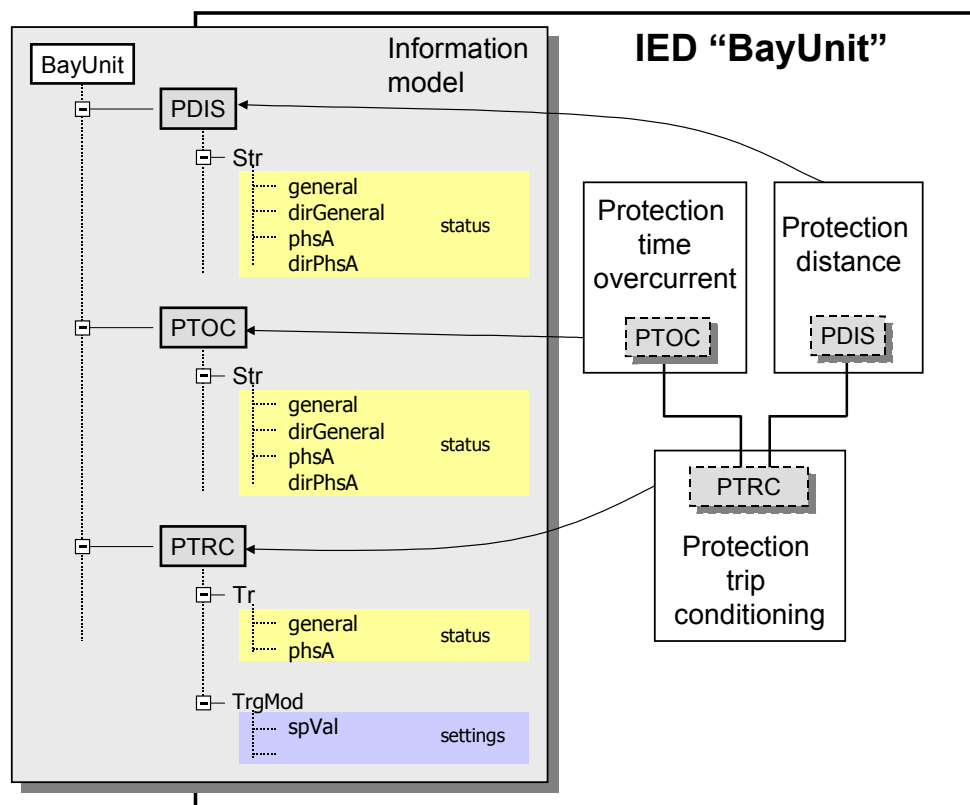 IED “BayUnit”
Information
model
BayUnit
PDIS
Str
general
dirGeneral
phsA
dirPhsA
status
PTOC
Str
general
dirGeneral
phsA
dirPhsA
status
PTRC
Tr
general
phsA
status
TrgMod
spVal
settings
Protection
time
overcurrent
PTOC
Protection
distance
PDIS
PTRC
Protection
trip
conditioning